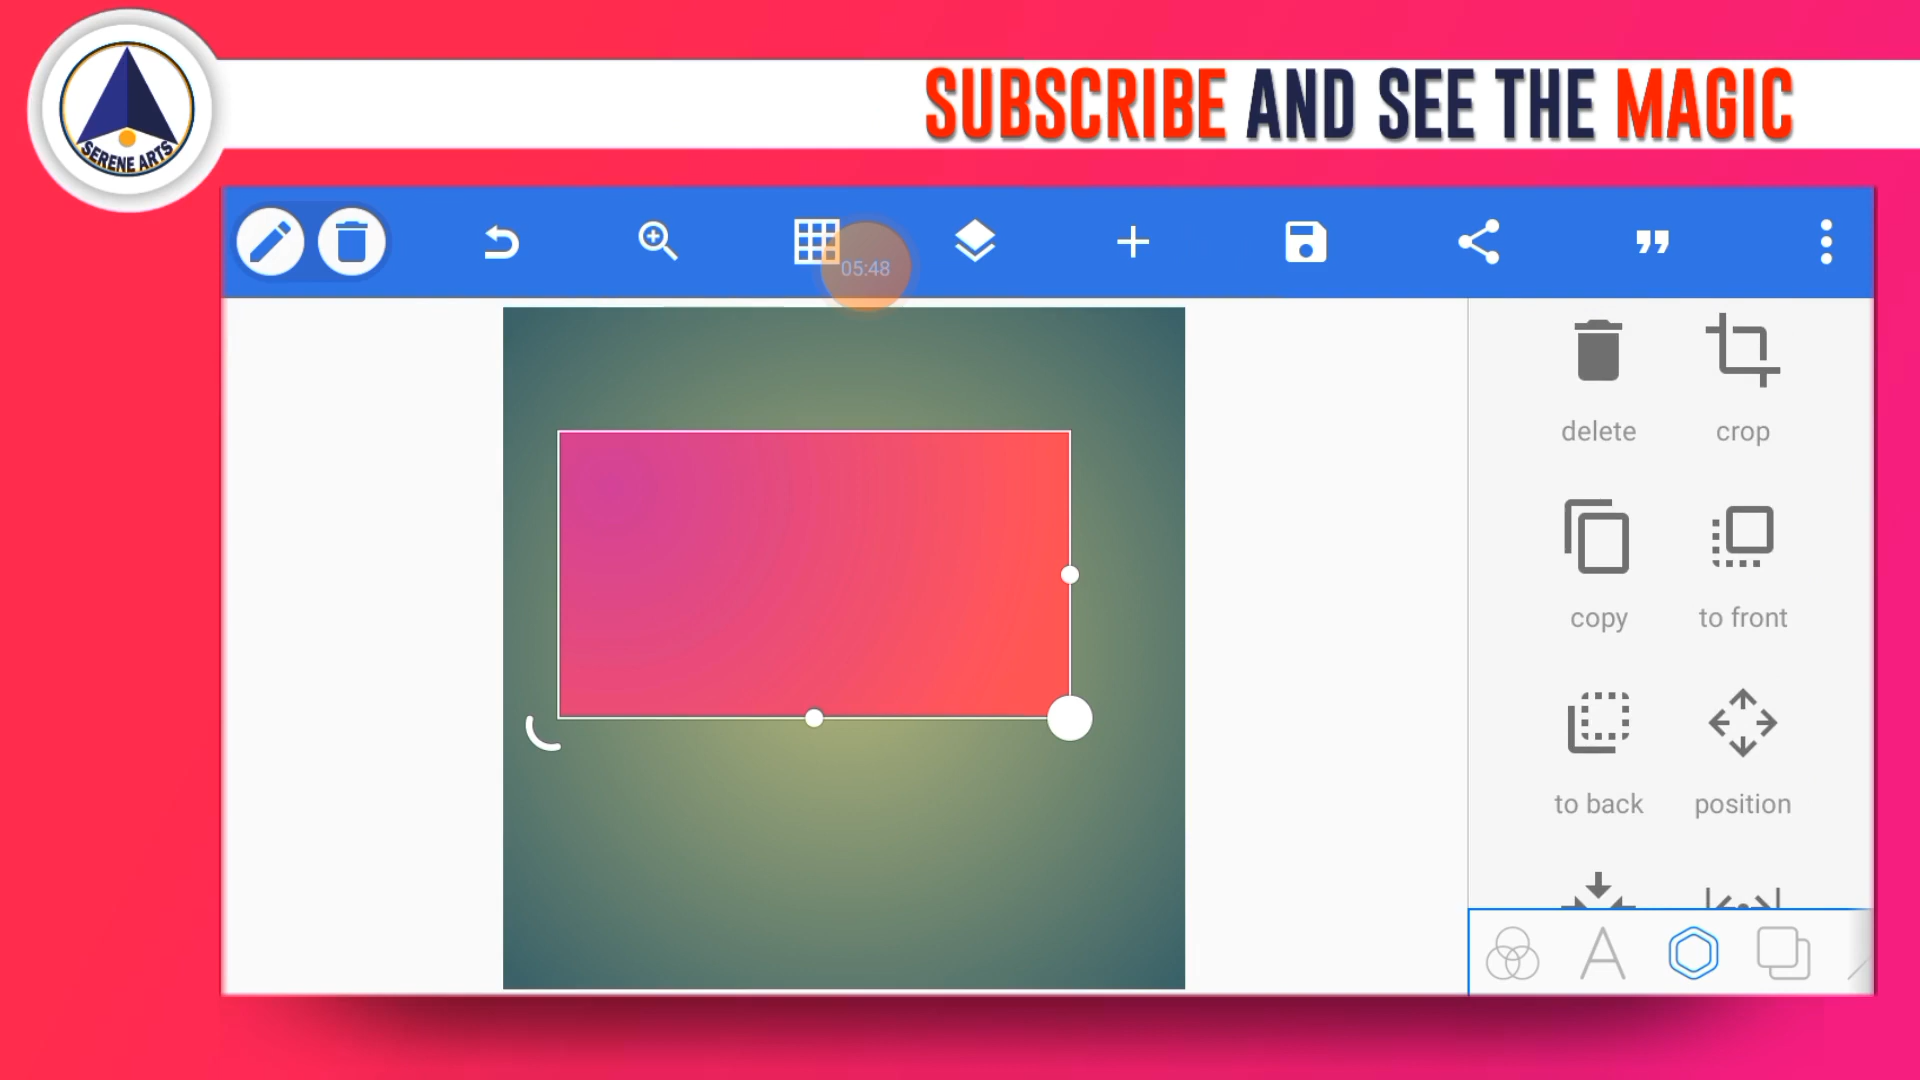 SUBSCRIBE AND SEE THE MAGIC
SERENE ARTS
05:48
delete
crop
copy
to front
to back
position